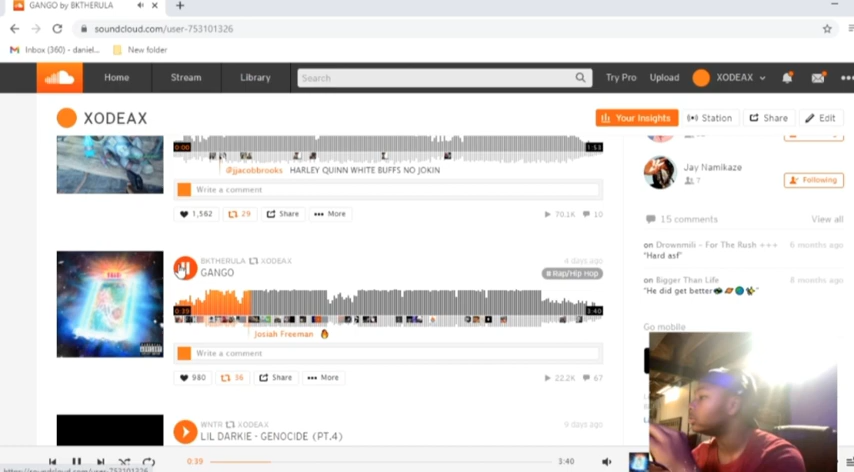 GANGO by BKTHERULA
soundcloud.com/user-753101326
Inbox (360) - daniel...
New folder
Home
Stream
Library
Search
Try Pro
Upload
XODEAX
XODEAX
Your Insights
Station
Share
Edit
0:00
1:53
@jjacobbrooks HARLEY QUINN WHITE BUFFS NO JOKIN
Write a comment
1,562
29
Share
More
70.1K
10
Jay Namikaze
7
Following
15 comments
View all
on Drownmili - For The Rush +++
6 months ago
"Hard asf"
on Bigger Than Life
8 months ago
"He did get better
Go mobile
BKTHERULA XODEAX
4 days ago
GANGO
# Rap/Hip Hop
0:39
3:40
Josiah Freeman
Write a comment
980
36
Share
More
22.2K
67
WNTR XODEAX
9 days ago
LIL DARKIE - GENOCIDE (PT.4)
0:39
3:40
https://soundcloud.com/user-753101326